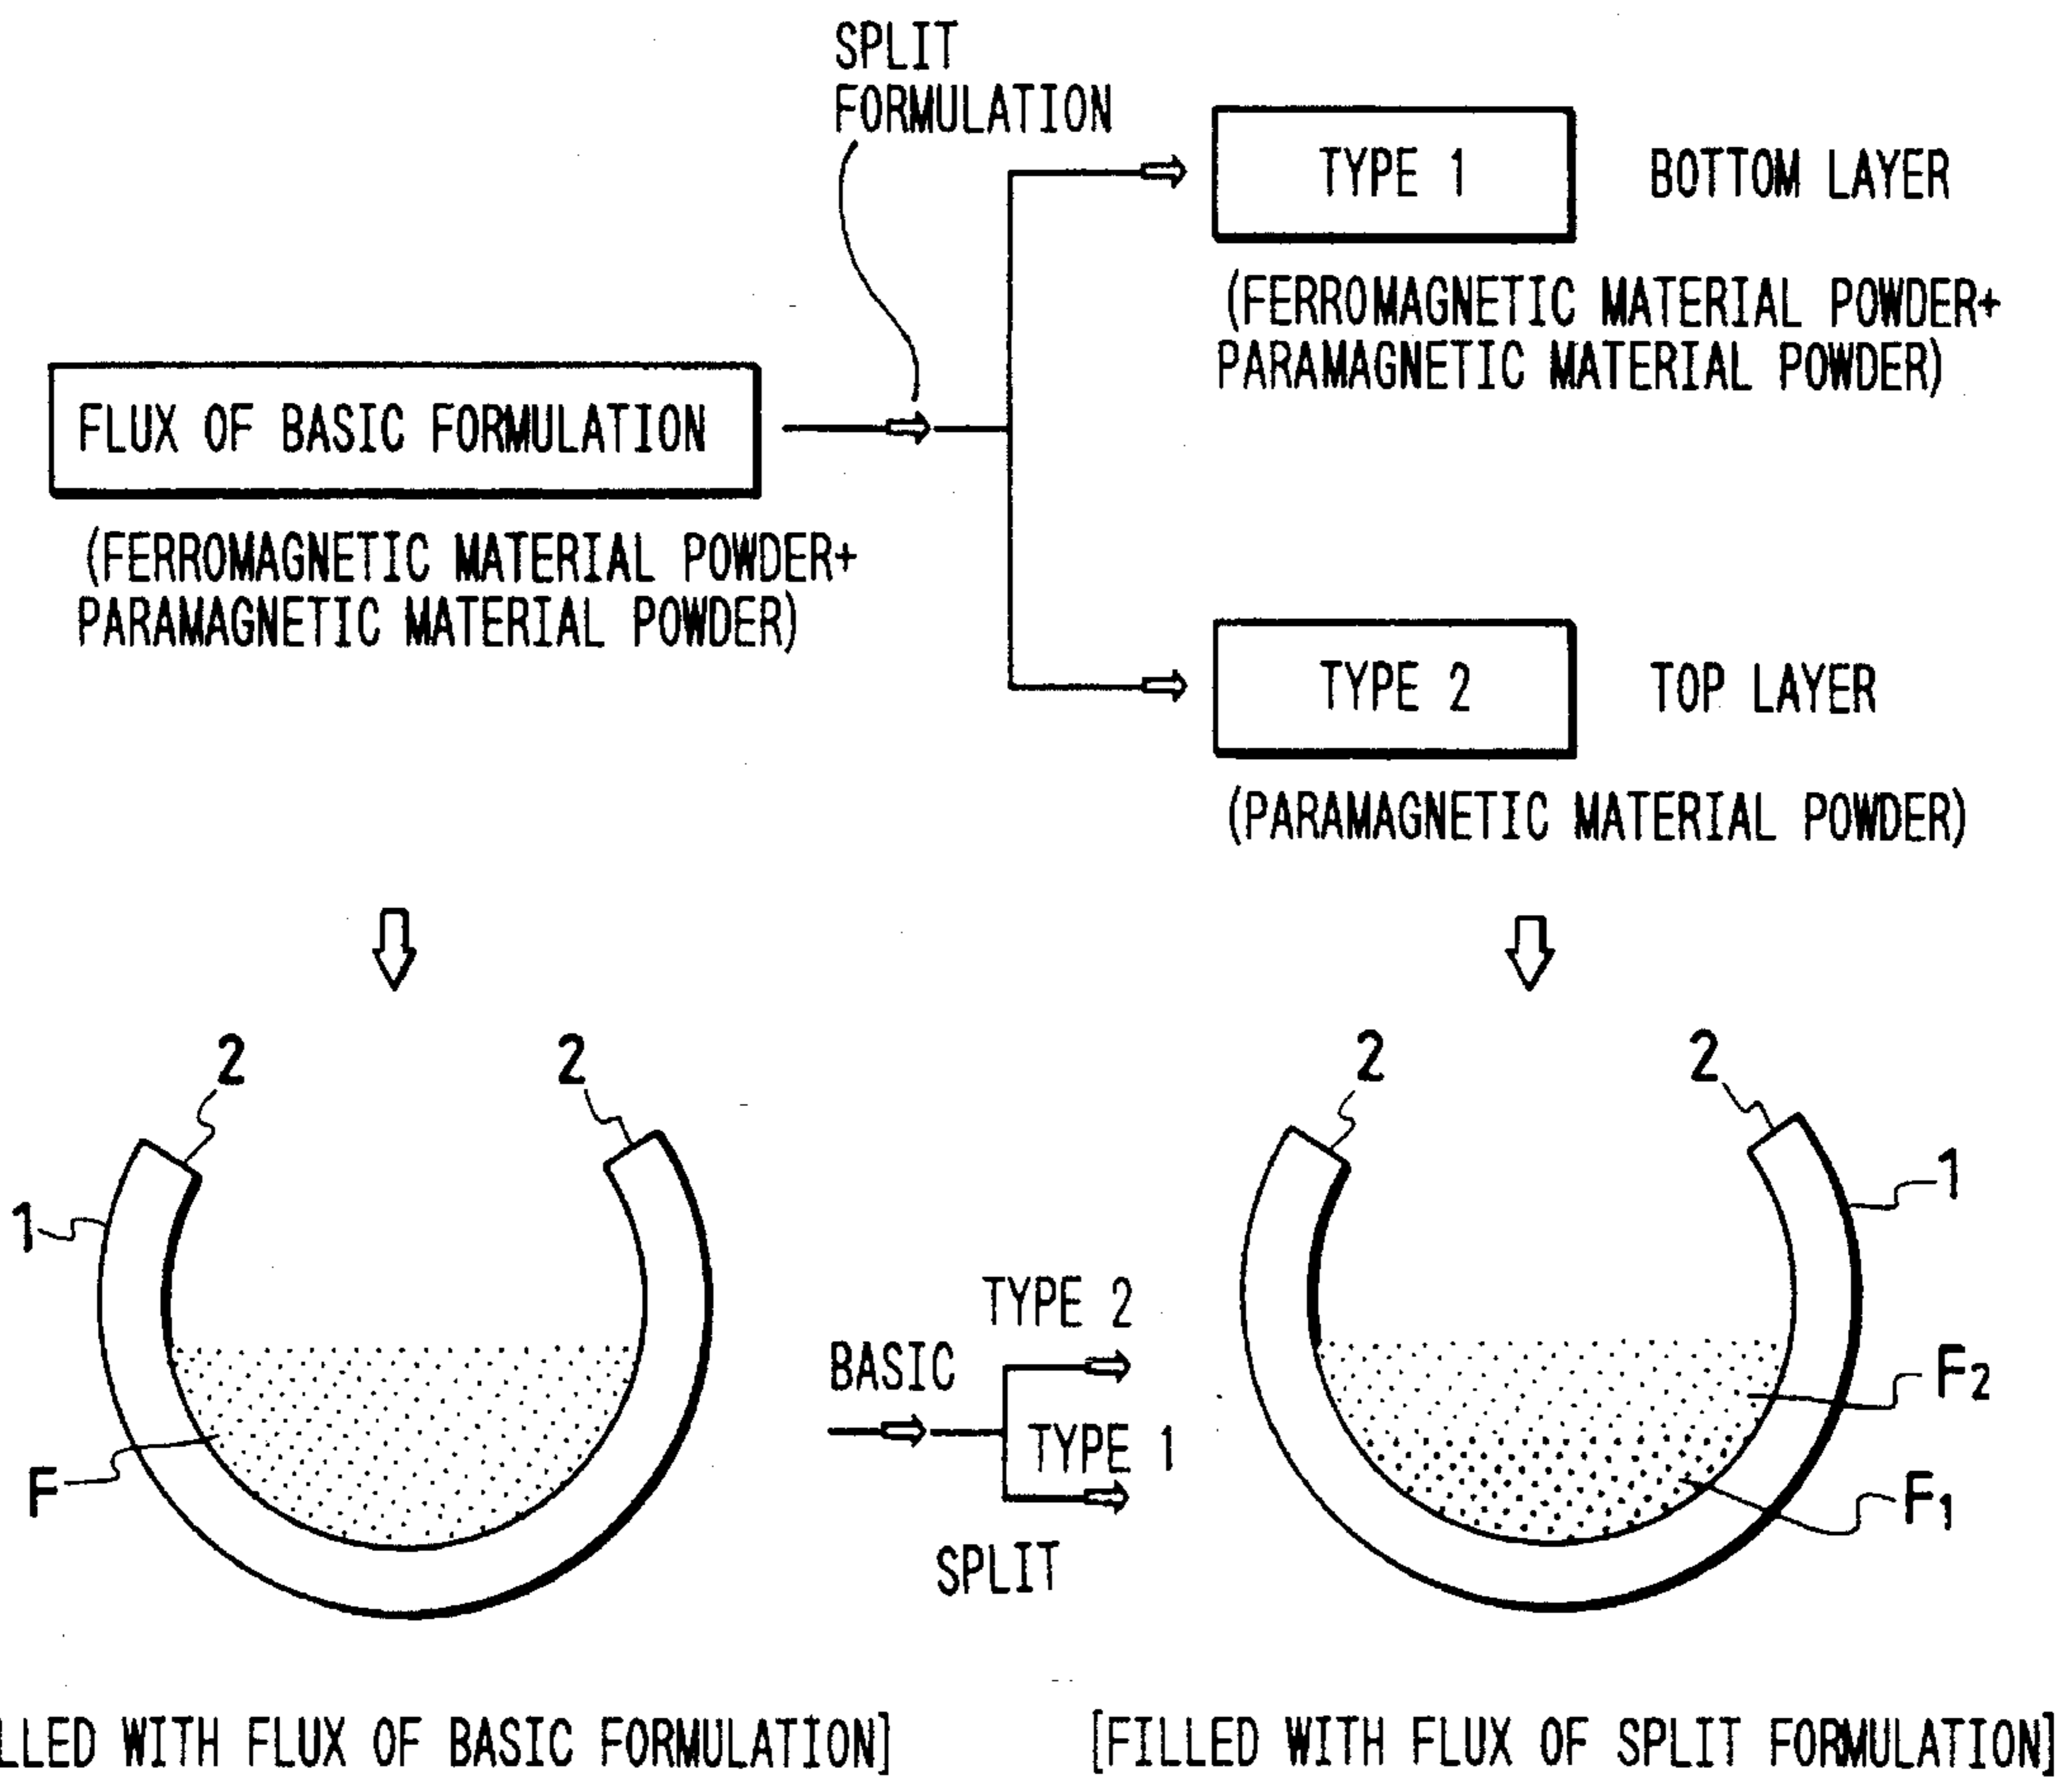 SPLIT
FORMULATION
TYPE 1
BOTTOM LAYER
(FERROMAGNETIC MATERIAL POWDER+
PARAMAGNETIC MATERIAL POWDER)
FLUX OF BASIC FORMULATION
(FERROMAGNETIC MATERIAL POWDER+
PARAMAGNETIC MATERIAL POWDER)
TYPE 2
TOP LAYER
(PARAMAGNETIC MATERIAL POWDER)
2
2
1
F
TYPE 2
BASIC
TYPE 1
SPLIT
2
2
1
F2
F1
LLED WITH FLUX OF BASIC FORMULATION]
[FILLED WITH FLUX OF SPLIT FORMULATION]